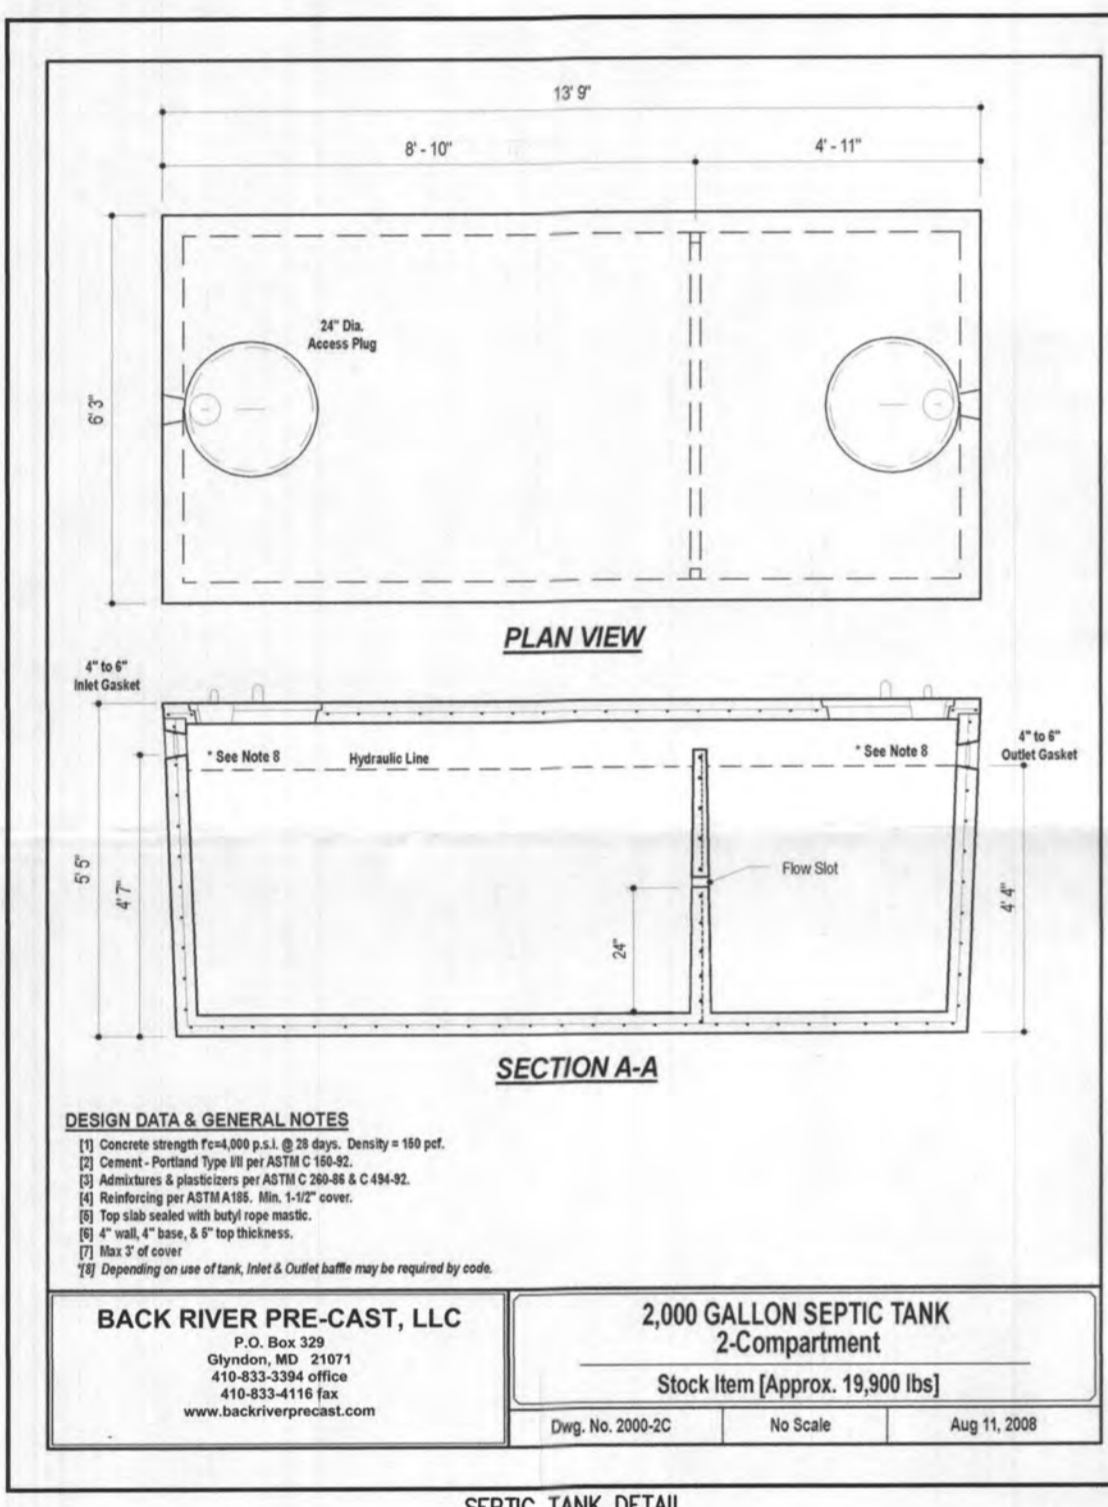 13' 9"
8' - 10"
4' - 11"
24" Dia.
Access Plug
6' 3"
PLAN VIEW
4" to 6"
Inlet Gasket
* See Note 8
Hydraulic Line
* See Note 8
4" to 6"
Outlet Gasket
5' 5"
4' 7"
Flow Slot
24"
4' 4"
SECTION A-A
DESIGN DATA & GENERAL NOTES
[1] Concrete strength f'c=4,000 p.s.i. @ 28 days. Density = 150 pcf.
[2] Cement - Portland Type I/II per ASTM C 150-92.
[3] Admixtures & plasticizers per ASTM C 260-86 & C 494-92.
[4] Reinforcing per ASTM A185. Min. 1-1/2" cover.
[5] Top slab sealed with butyl rope mastic.
[6] 4" wall, 4" base, & 5" top thickness.
[7] Max 3' of cover
*[8] Depending on use of tank, Inlet & Outlet baffle may be required by code.
BACK RIVER PRE-CAST, LLC
P.O. Box 329
Glyndon, MD 21071
410-833-3394 office
410-833-4116 fax
www.backriverprecast.com
2,000 GALLON SEPTIC TANK
2-Compartment
Stock Item [Approx. 19,900 lbs]
Dwg. No. 2000-2C
No Scale
Aug 11, 2008
SEPTIC TANK DETAIL